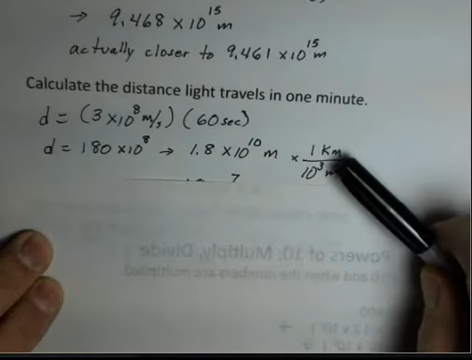 → 9.468 x 10^15 m
actually closer to 9.461 x 10^15 m
Calculate the distance light travels in one minute.
d = (3 x 10^8 m/s) (60 sec)
d = 180 x 10^8 → 1.8 x 10^10 m x 1 Km / 10^3 m
Powers of 10: Multiply, Divide